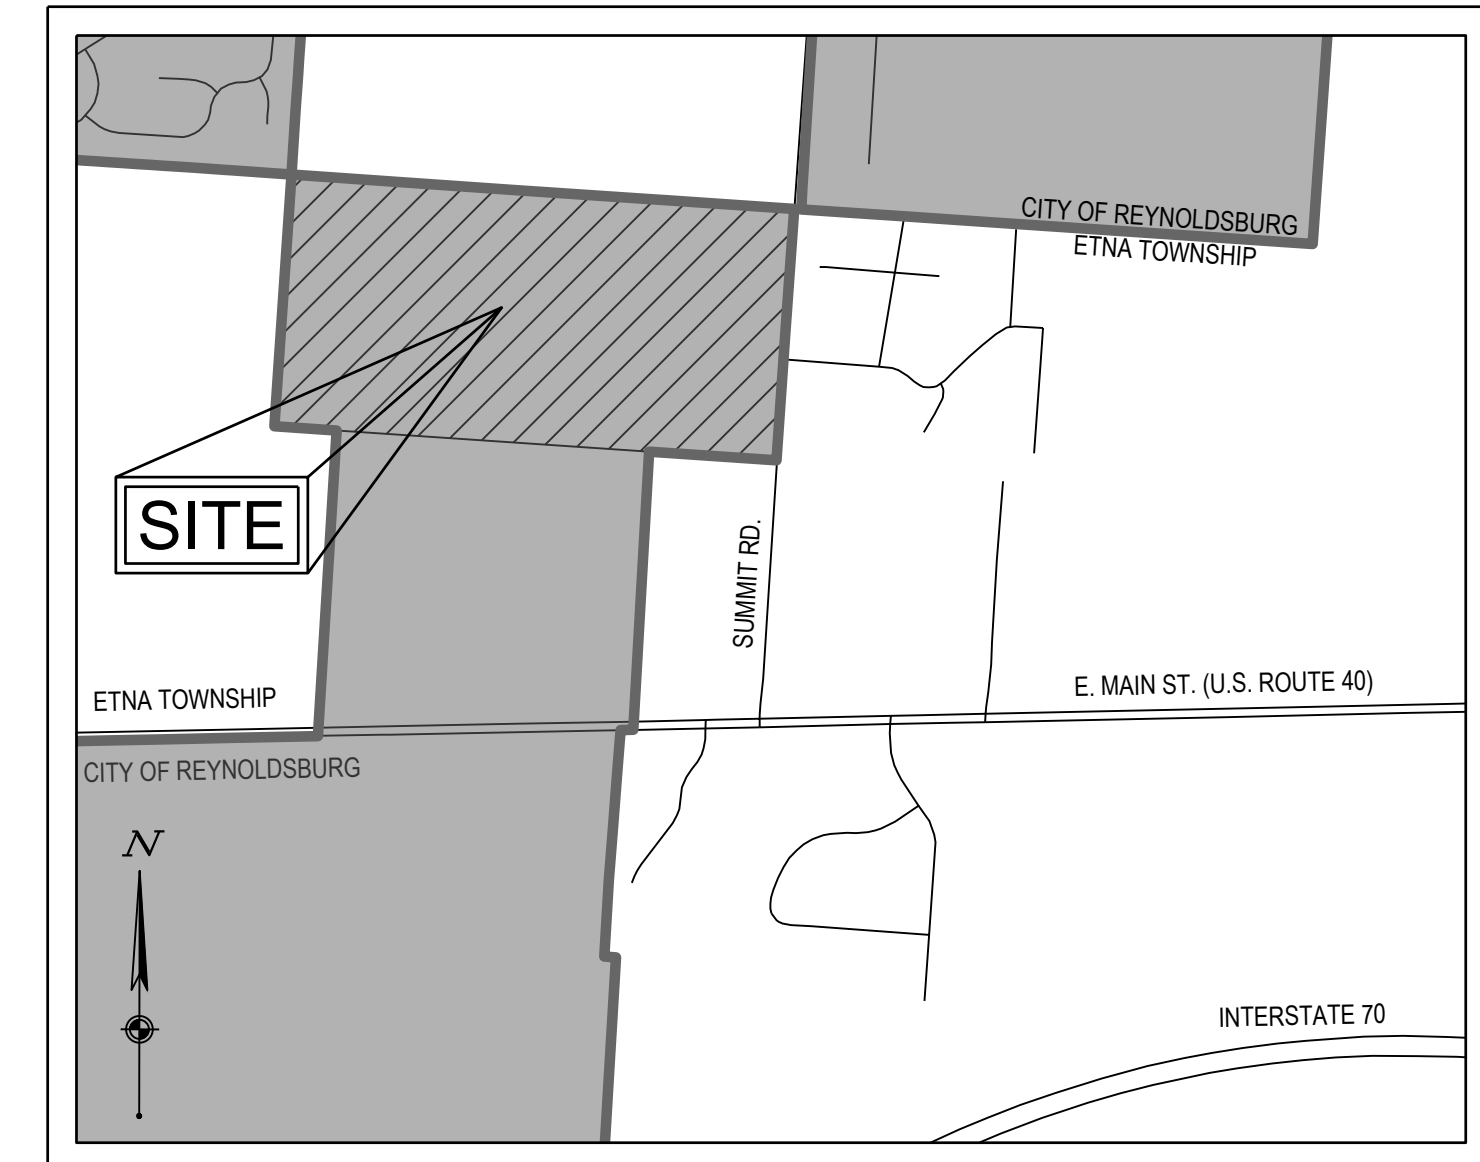 CITY OF REYNOLDSBURG
ETNA TOWNSHIP
SITE
SUMMIT RD.
ETNA TOWNSHIP
E. MAIN ST. (U.S. ROUTE 40)
CITY OF REYNOLDSBURG
N
INTERSTATE 70